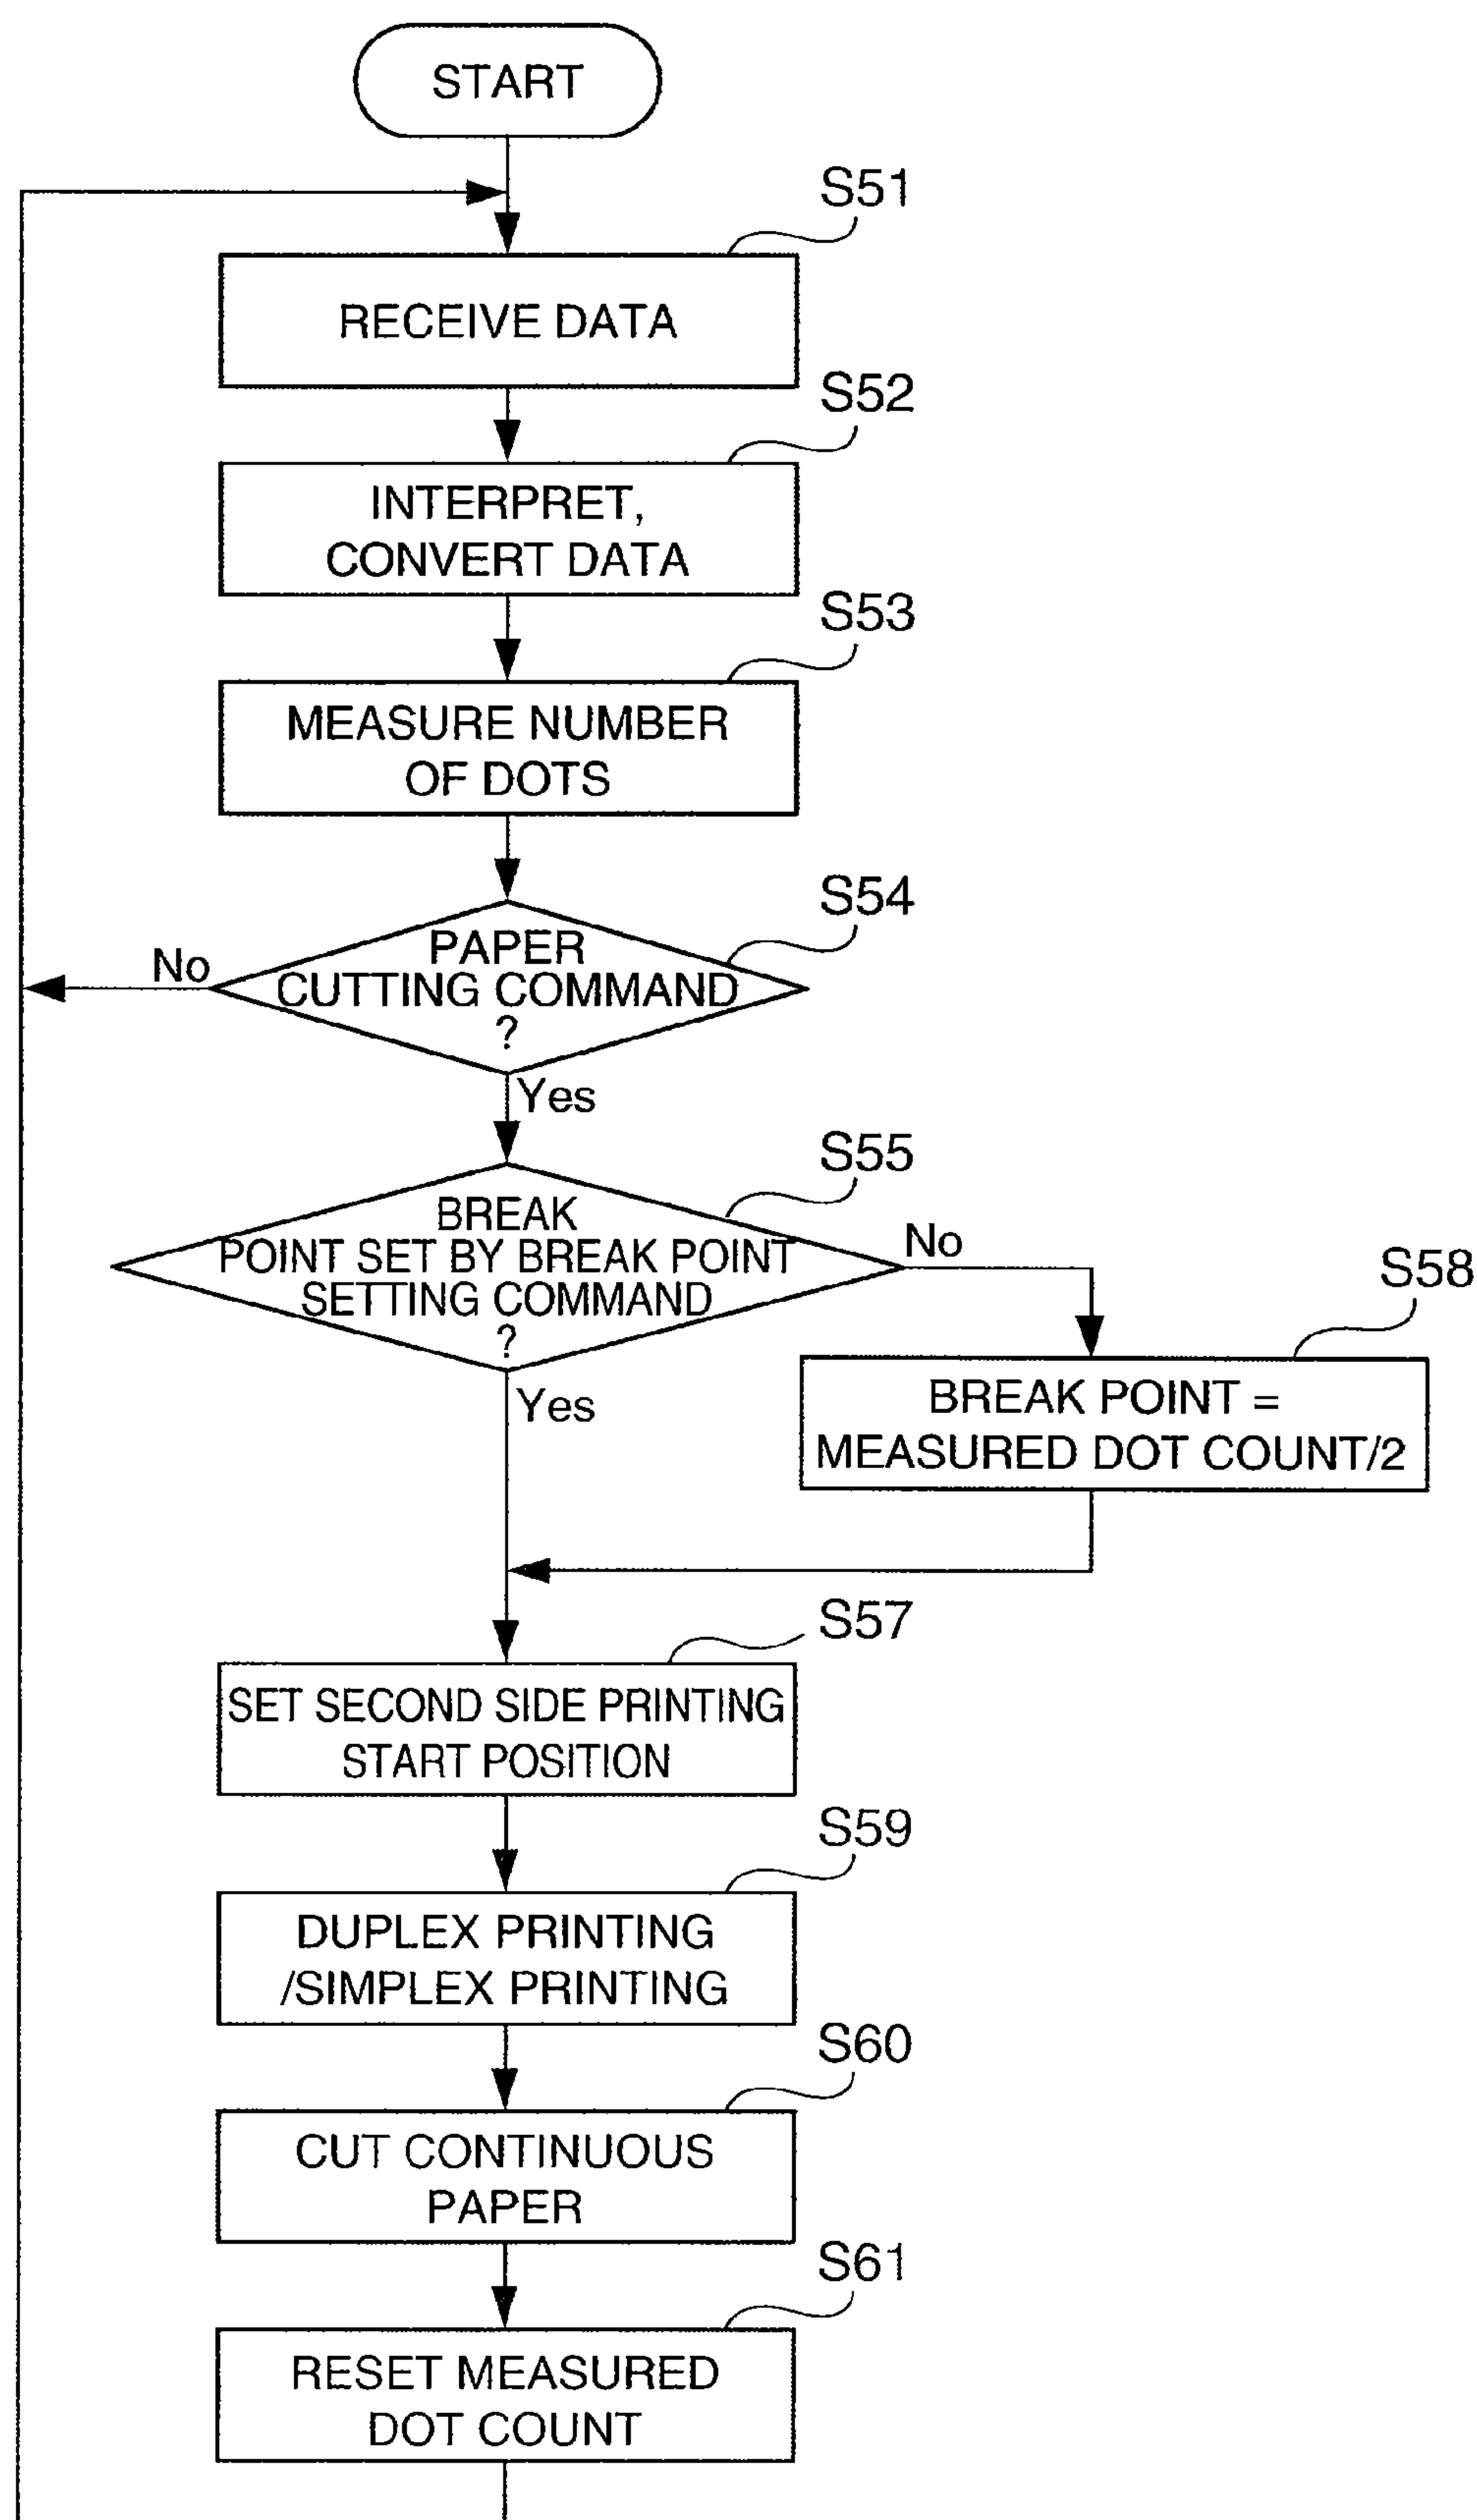 START
S51
RECEIVE DATA
S52
INTERPRET,
CONVERT DATA
S53
MEASURE NUMBER
OF DOTS
S54
PAPER
CUTTING COMMAND
?
No
Yes
S55
BREAK
POINT SET BY BREAK POINT
SETTING COMMAND
?
No
Yes
S58
BREAK POINT =
MEASURED DOT COUNT/2
S57
SET SECOND SIDE PRINTING
START POSITION
S59
DUPLEX PRINTING
/SIMPLEX PRINTING
S60
CUT CONTINUOUS
PAPER
S61
RESET MEASURED
DOT COUNT